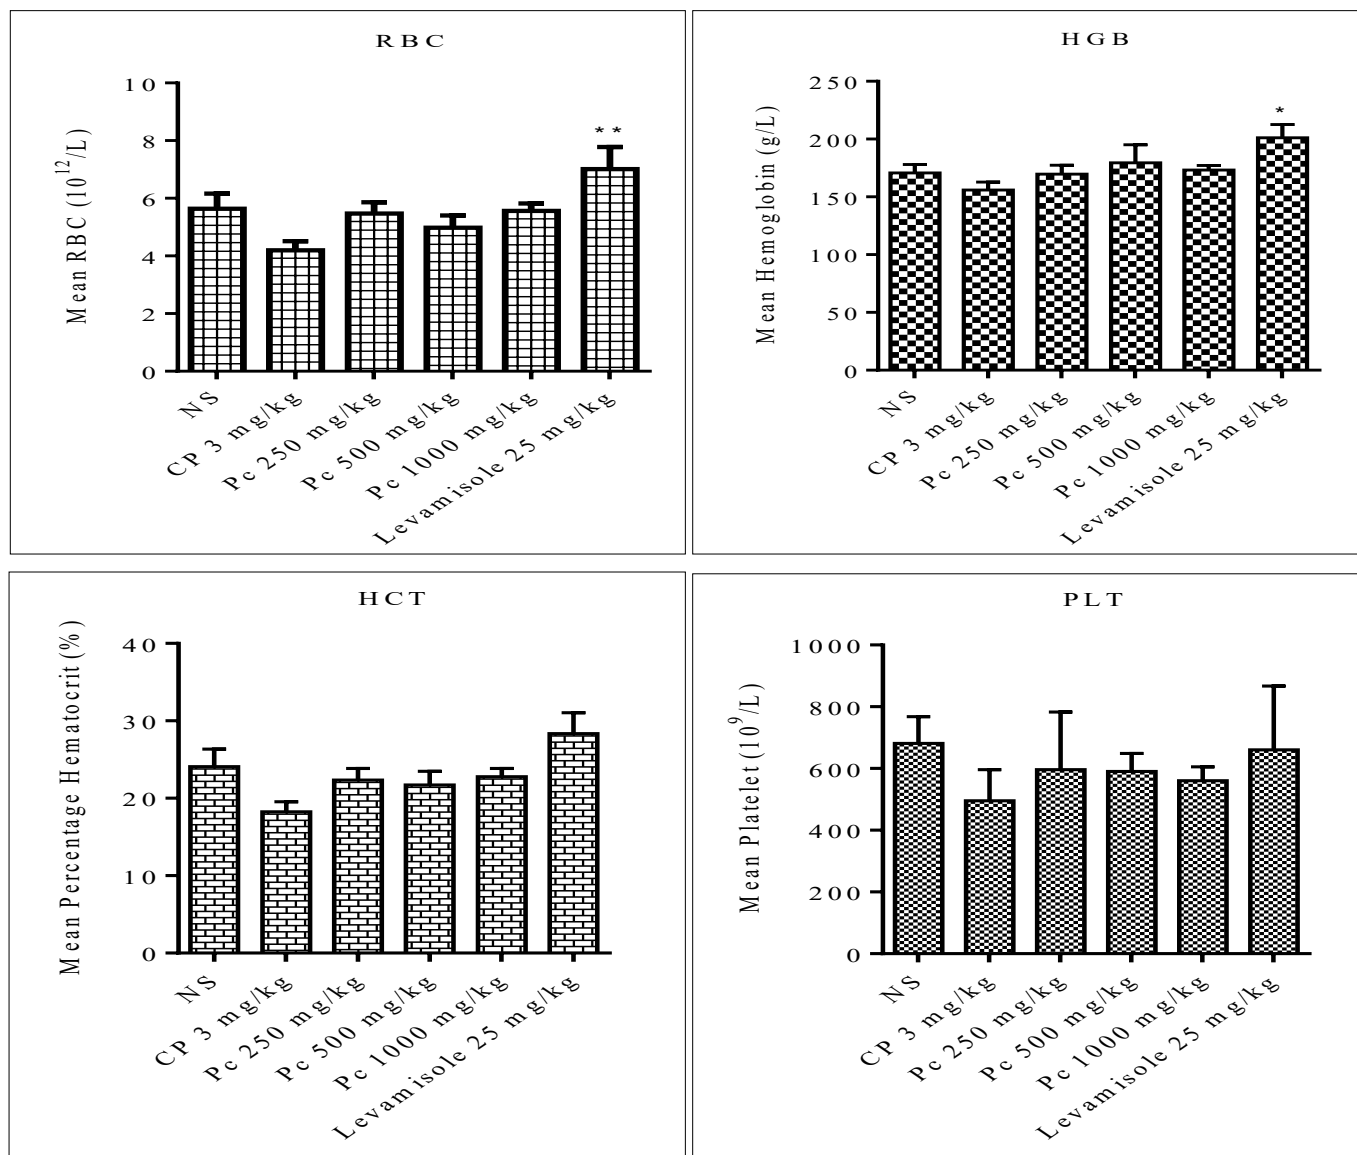 RBC
Mean RBC (10^12/L)
10
8
6
4
2
0
**
NS
CP 3 mg/kg
Pc 250 mg/kg
Pc 500 mg/kg
Pc 1000 mg/kg
Levamisole 25 mg/kg
HGB
Mean Hemoglobin (g/L)
250
200
150
100
50
0
*
NS
CP 3 mg/kg
Pc 250 mg/kg
Pc 500 mg/kg
Pc 1000 mg/kg
Levamisole 25 mg/kg
HCT
Mean Percentage Hematocrit (%)
40
30
20
10
0
NS
CP 3 mg/kg
Pc 250 mg/kg
Pc 500 mg/kg
Pc 1000 mg/kg
Levamisole 25 mg/kg
PLT
Mean Platelet (10^9/L)
1000
800
600
400
200
0
NS
CP 3 mg/kg
Pc 250 mg/kg
Pc 500 mg/kg
Pc 1000 mg/kg
Levamisole 25 mg/kg